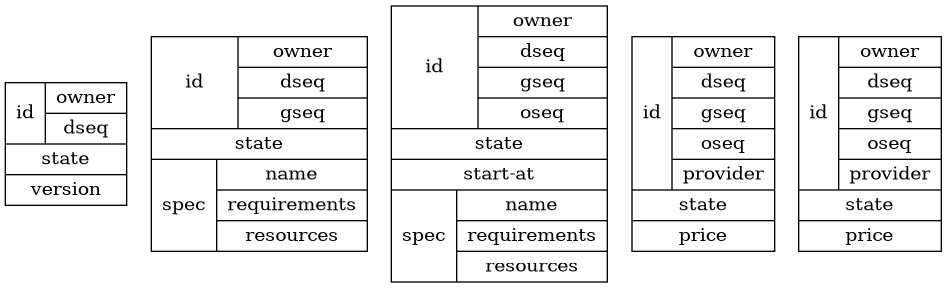 id
owner
dseq
state
version
id
owner
dseq
gseq
state
spec
name
requirements
resources
id
owner
dseq
gseq
oseq
state
start-at
spec
name
requirements
resources
id
owner
dseq
gseq
oseq
provider
state
price
id
owner
dseq
gseq
oseq
provider
state
price